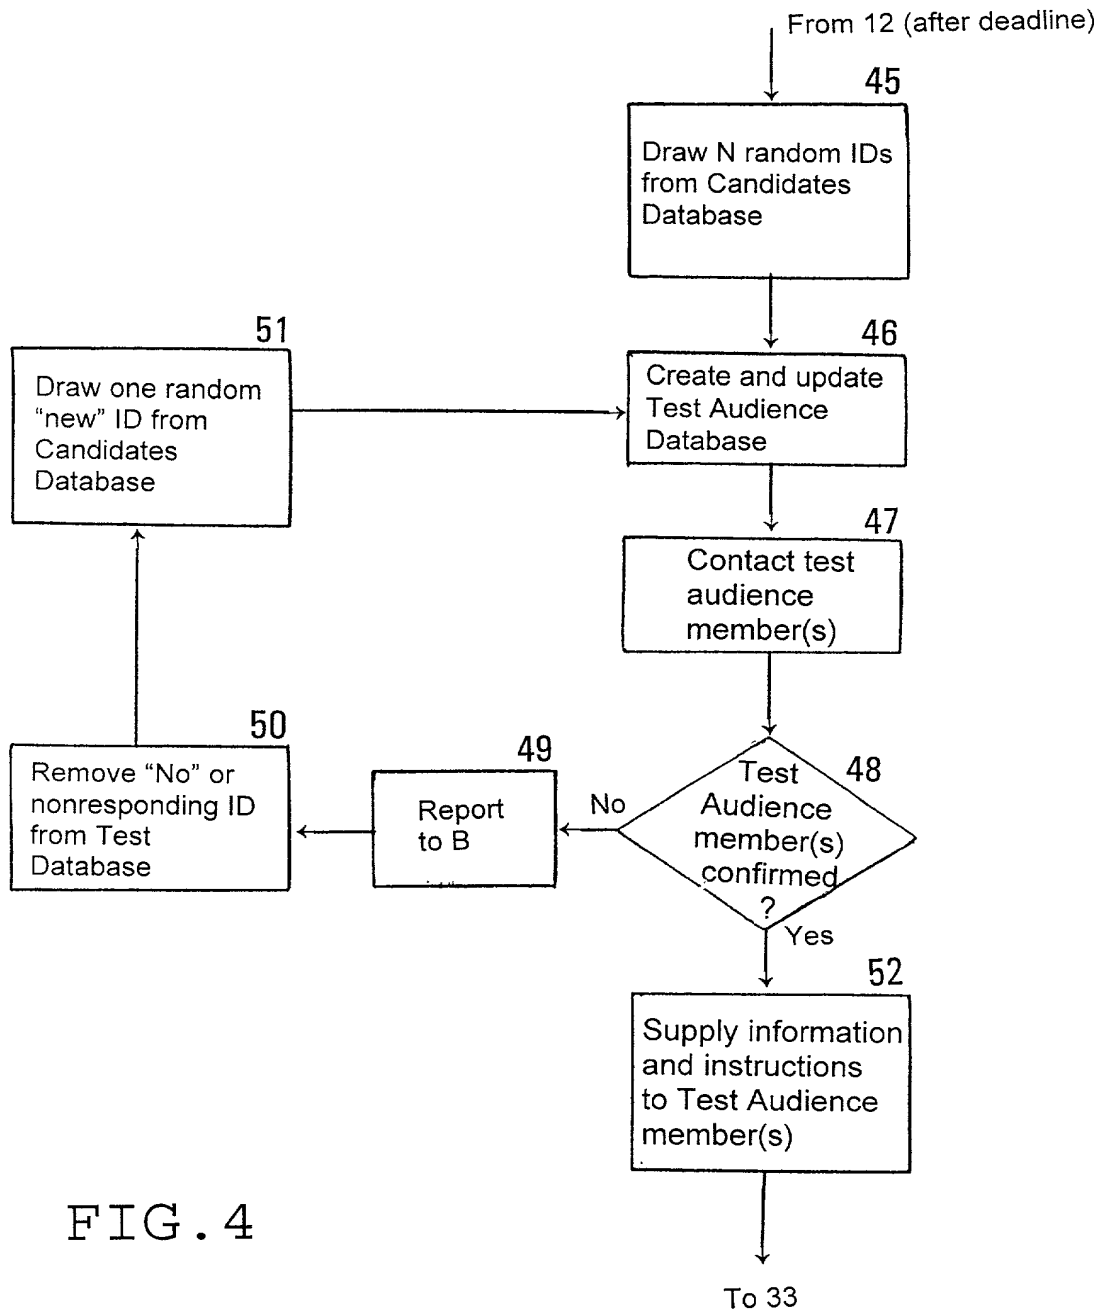 From 12 (after deadline)
45
Draw N random IDs
from Candidates
Database
51
46
Draw one random
“new” ID from
Candidates
Database
Create and update
Test Audience
Database
47
Contact test
audience
member(s)
50
49
48
Remove “No” or
nonresponding ID
from Test
Database
Report
to B
No
Test
Audience
member(s)
confirmed
?
Yes
52
Supply information
and instructions
to Test Audience
member(s)
FIG.4
To 33